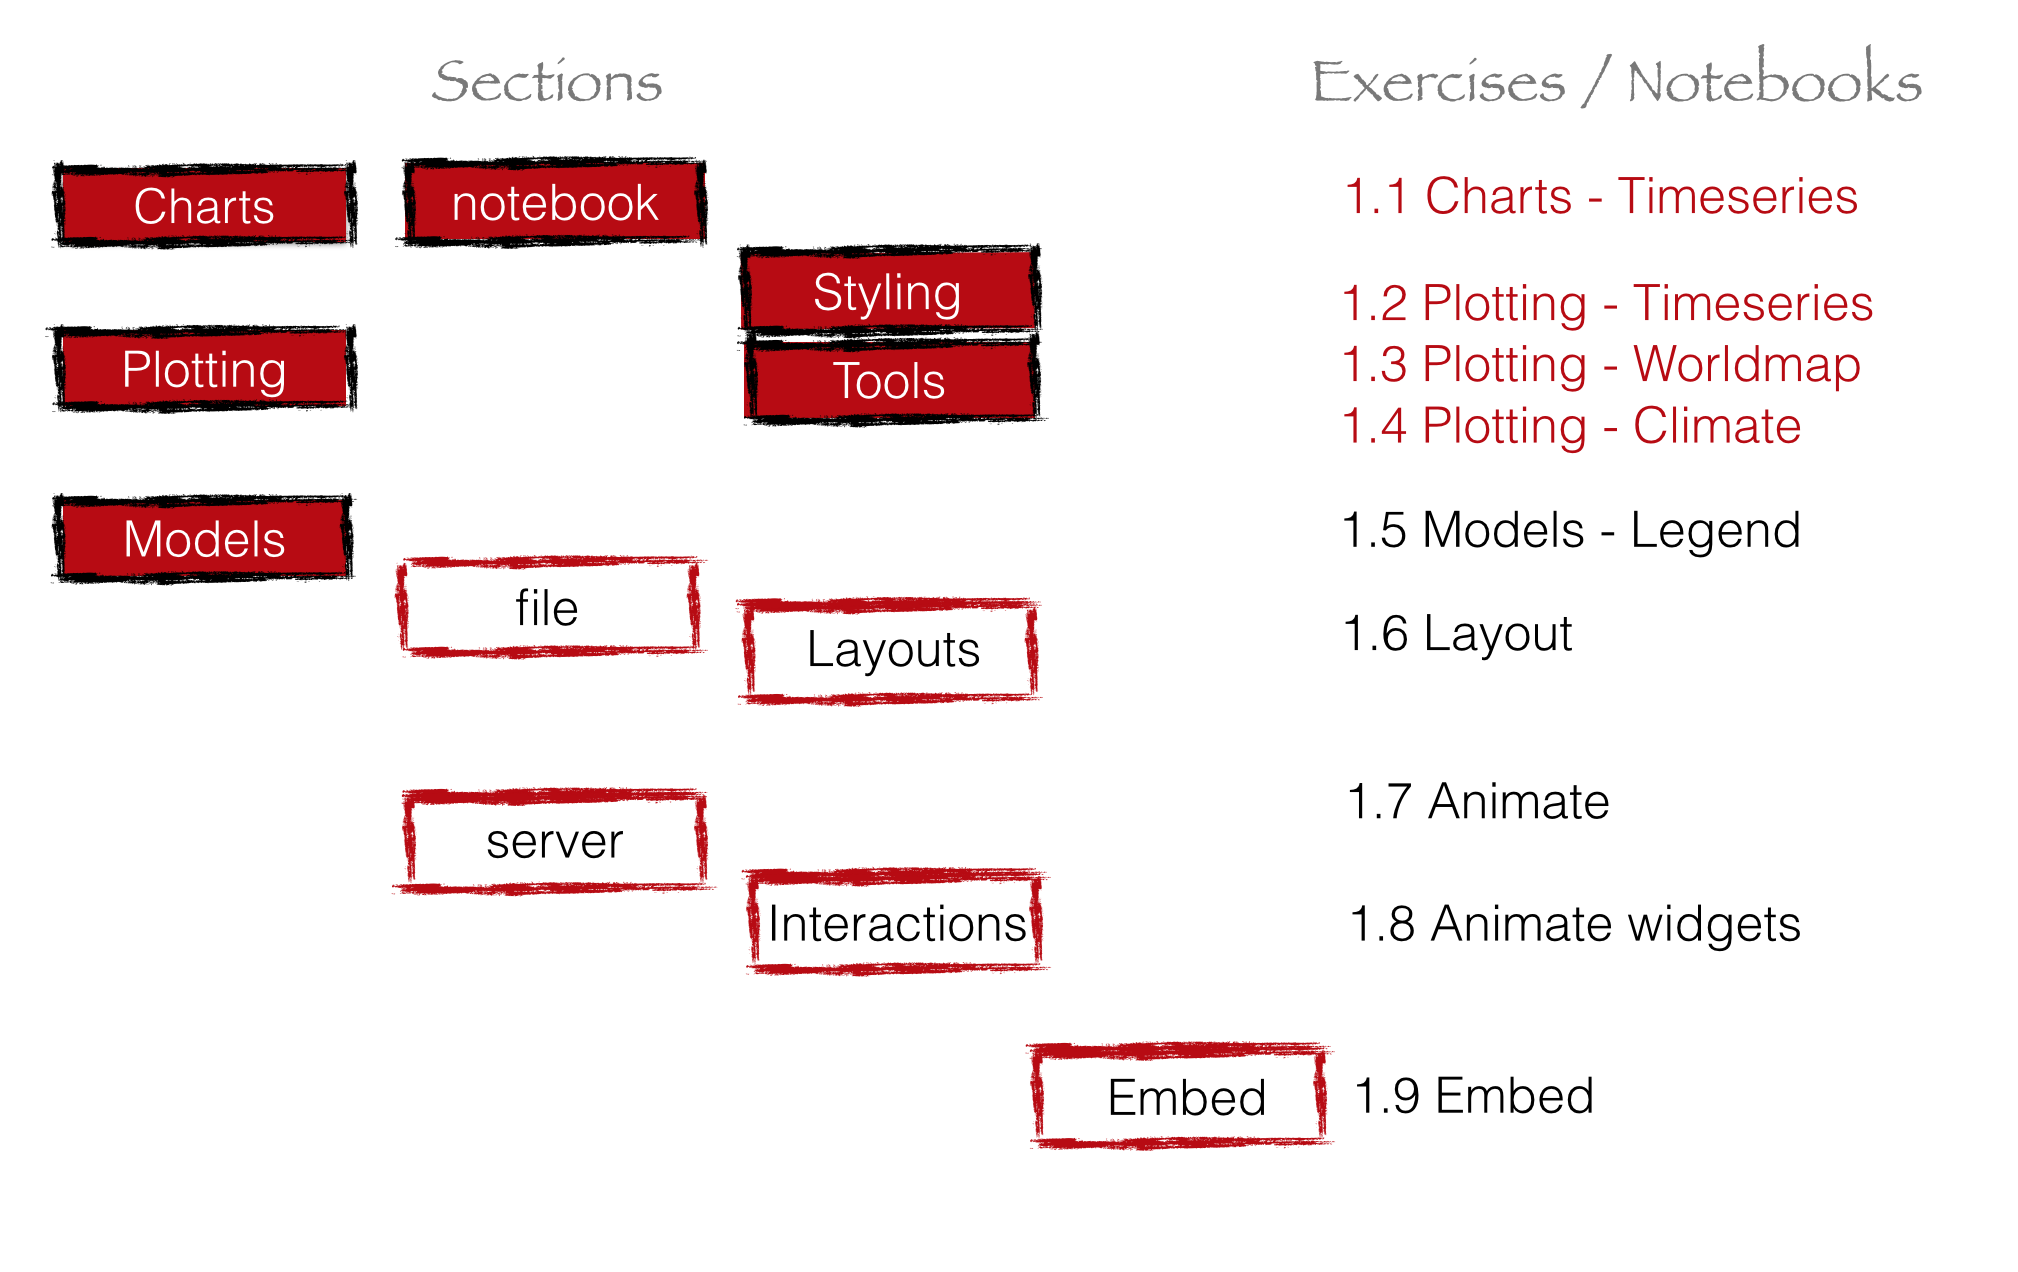 Sections
Exercises / Notebooks
Charts
notebook
1.1 Charts - Timeseries
Styling
1.2 Plotting - Timeseries
Plotting
Tools
1.3 Plotting - Worldmap
1.4 Plotting - Climate
Models
1.5 Models - Legend
file
Layouts
1.6 Layout
server
1.7 Animate
Interactions
1.8 Animate widgets
Embed
1.9 Embed